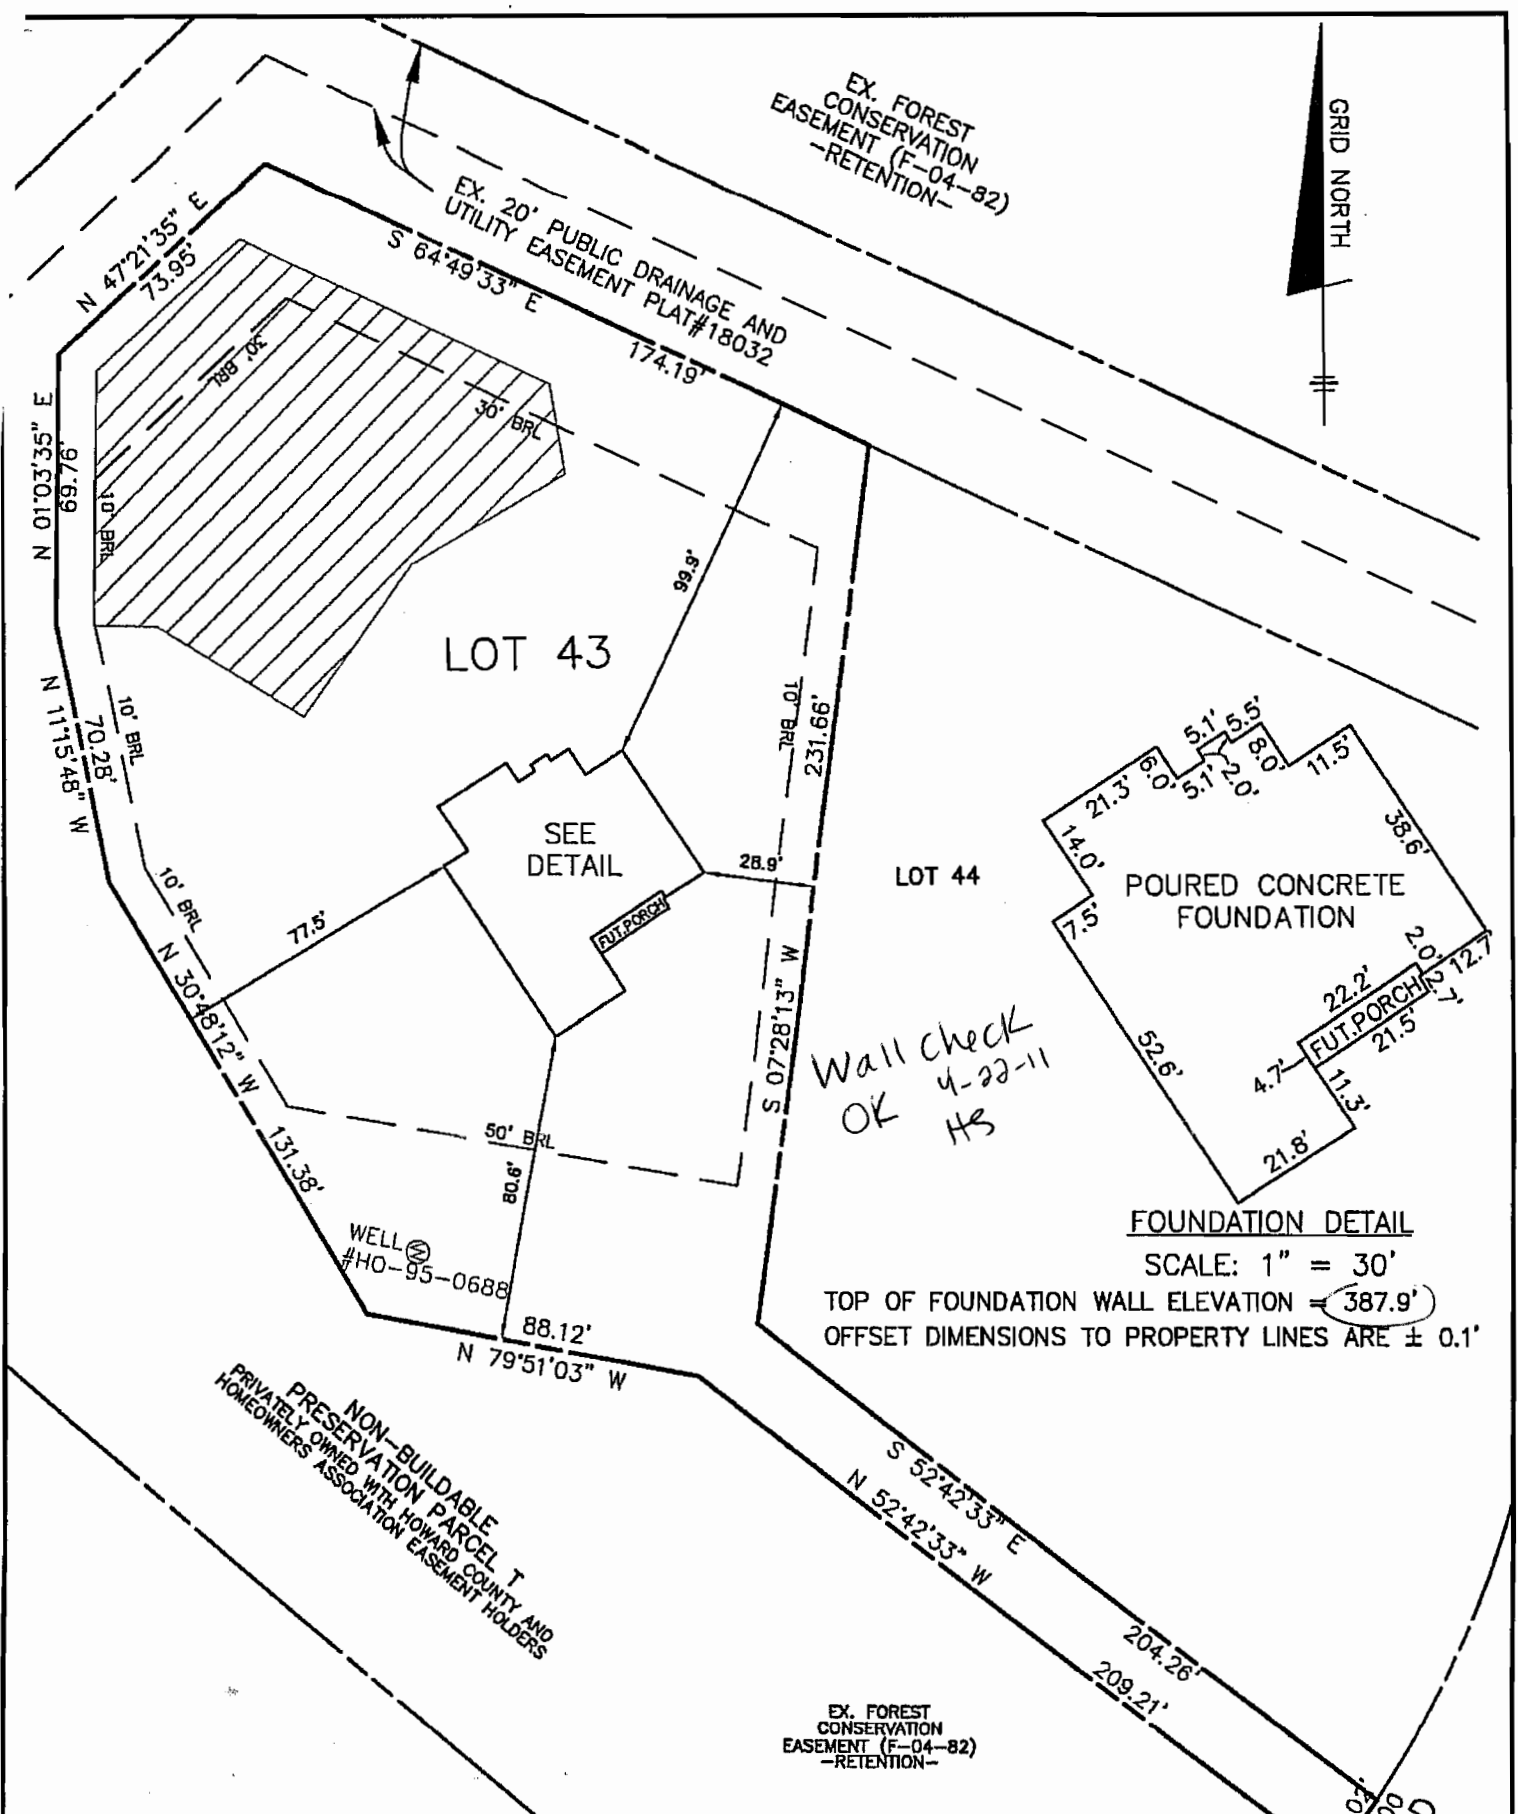 EX. FOREST
CONSERVATION
EASEMENT (F-04-82)
-RETENTION-
GRID NORTH
EX. 20' PUBLIC DRAINAGE AND
UTILITY EASEMENT PLAT#18032
N 47°21'35" E
73.95'
S 64°49'33" E
174.19'
30' BRL
30' BRL
N 01°03'35" E
69.76'
10' BRL
99.9'
LOT 43
N 11°15'48" W
70.28'
10' BRL
10' BRL
231.66'
S 07°28'13" W
SEE
DETAIL
28.9'
FUT.PORCH
LOT 44
10' BRL
77.5'
N 30°48'12" W
131.38'
50' BRL
80.6'
WELL W
#HO-95-0688
88.12'
N 79°51'03" W
5.1'
5.5'
21.3'
6.0'
5.1'
2.0'
8.0'
11.5'
14.0'
38.6'
POURED CONCRETE
FOUNDATION
7.5'
2.0'
12.7'
22.2'
2.7'
FUT.PORCH
21.5'
52.6'
4.7'
11.3'
21.8'
Wall Check
OK 4-22-11
HS
FOUNDATION DETAIL
SCALE: 1" = 30'
TOP OF FOUNDATION WALL ELEVATION = 387.9'
OFFSET DIMENSIONS TO PROPERTY LINES ARE ± 0.1'
NON-BUILDABLE
PRESERVATION PARCEL T
PRIVATELY OWNED WITH HOWARD COUNTY AND
HOMEOWNERS ASSOCIATION EASEMENT HOLDERS
S 52°42'33" E
N 52°42'33" W
204.26'
209.21'
EX. FOREST
CONSERVATION
EASEMENT (F-04-82)
-RETENTION-